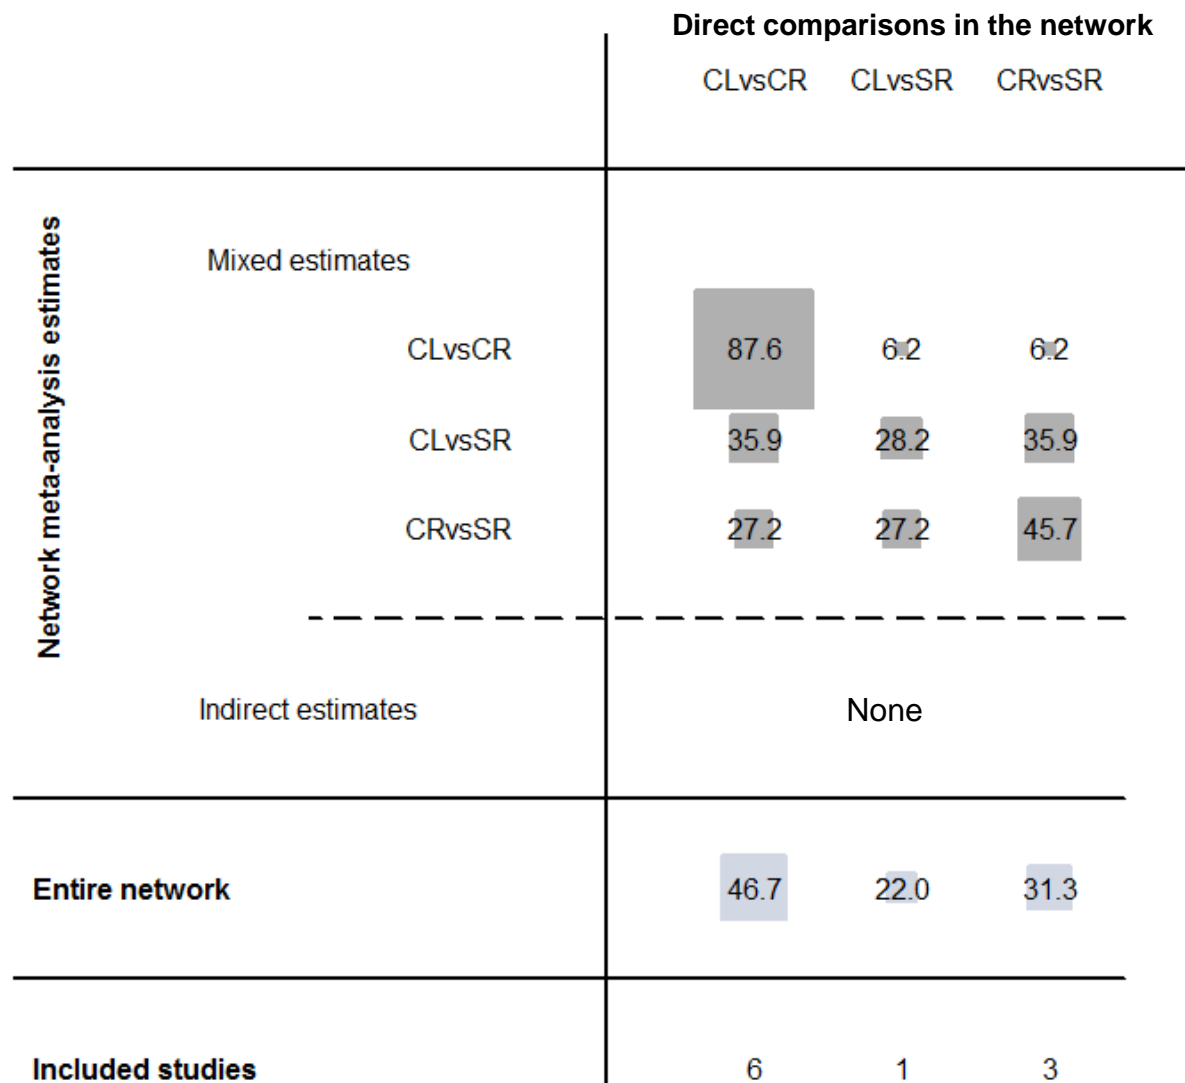 Direct comparisons in the network
CLvsCR CLvsSR CRvsSR
Network meta-analysis estimates
Mixed estimates
CLvsCR 87.6 6.2 6.2
CLvsSR 35.9 28.2 35.9
CRvsSR 27.2 27.2 45.7
Indirect estimates None
Entire network 46.7 22.0 31.3
Included studies 6 1 3